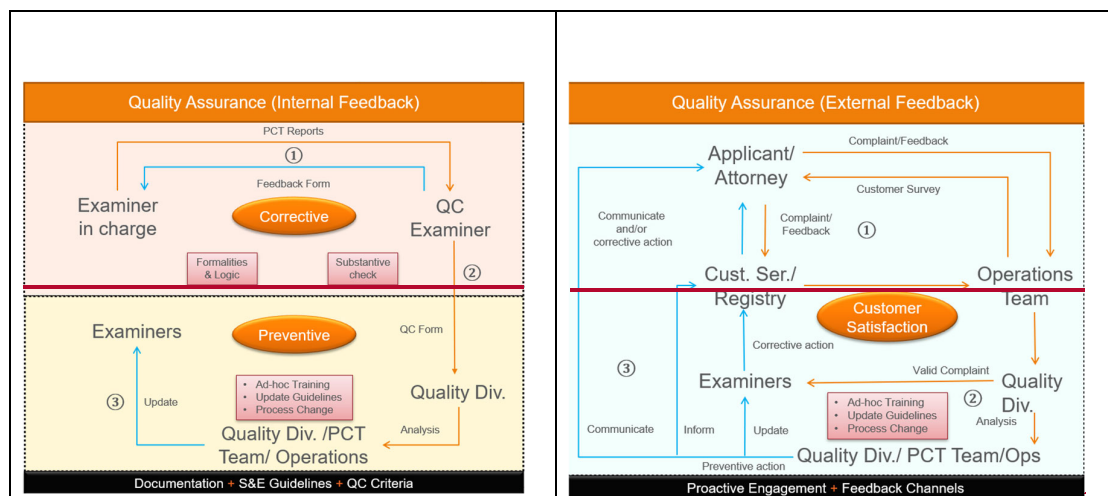 Quality Assurance (Internal Feedback)
PCT Reports
①
Feedback Form
Examiner
in charge
Corrective
QC
Examiner
Formalities
& Logic
Substantive
check
②
Examiners
Preventive
QC Form
③
Update
• Ad-hoc Training
• Update Guidelines
• Process Change
Quality Div.
Analysis
Quality Div. /PCT
Team/ Operations
Documentation + S&E Guidelines + QC Criteria
Quality Assurance (External Feedback)
Complaint/Feedback
Applicant/
Attorney
Customer Survey
Communicate
and/or
corrective action
Complaint/
Feedback
①
Cust. Ser./
Registry
Operations
Team
Customer
Satisfaction
Corrective action
③
Examiners
Valid Complaint
②
Quality
Div.
• Ad-hoc Training
• Update Guidelines
• Process Change
Analysis
Communicate
Inform
Update
Preventive action
Quality Div./ PCT Team/Ops
Proactive Engagement + Feedback Channels